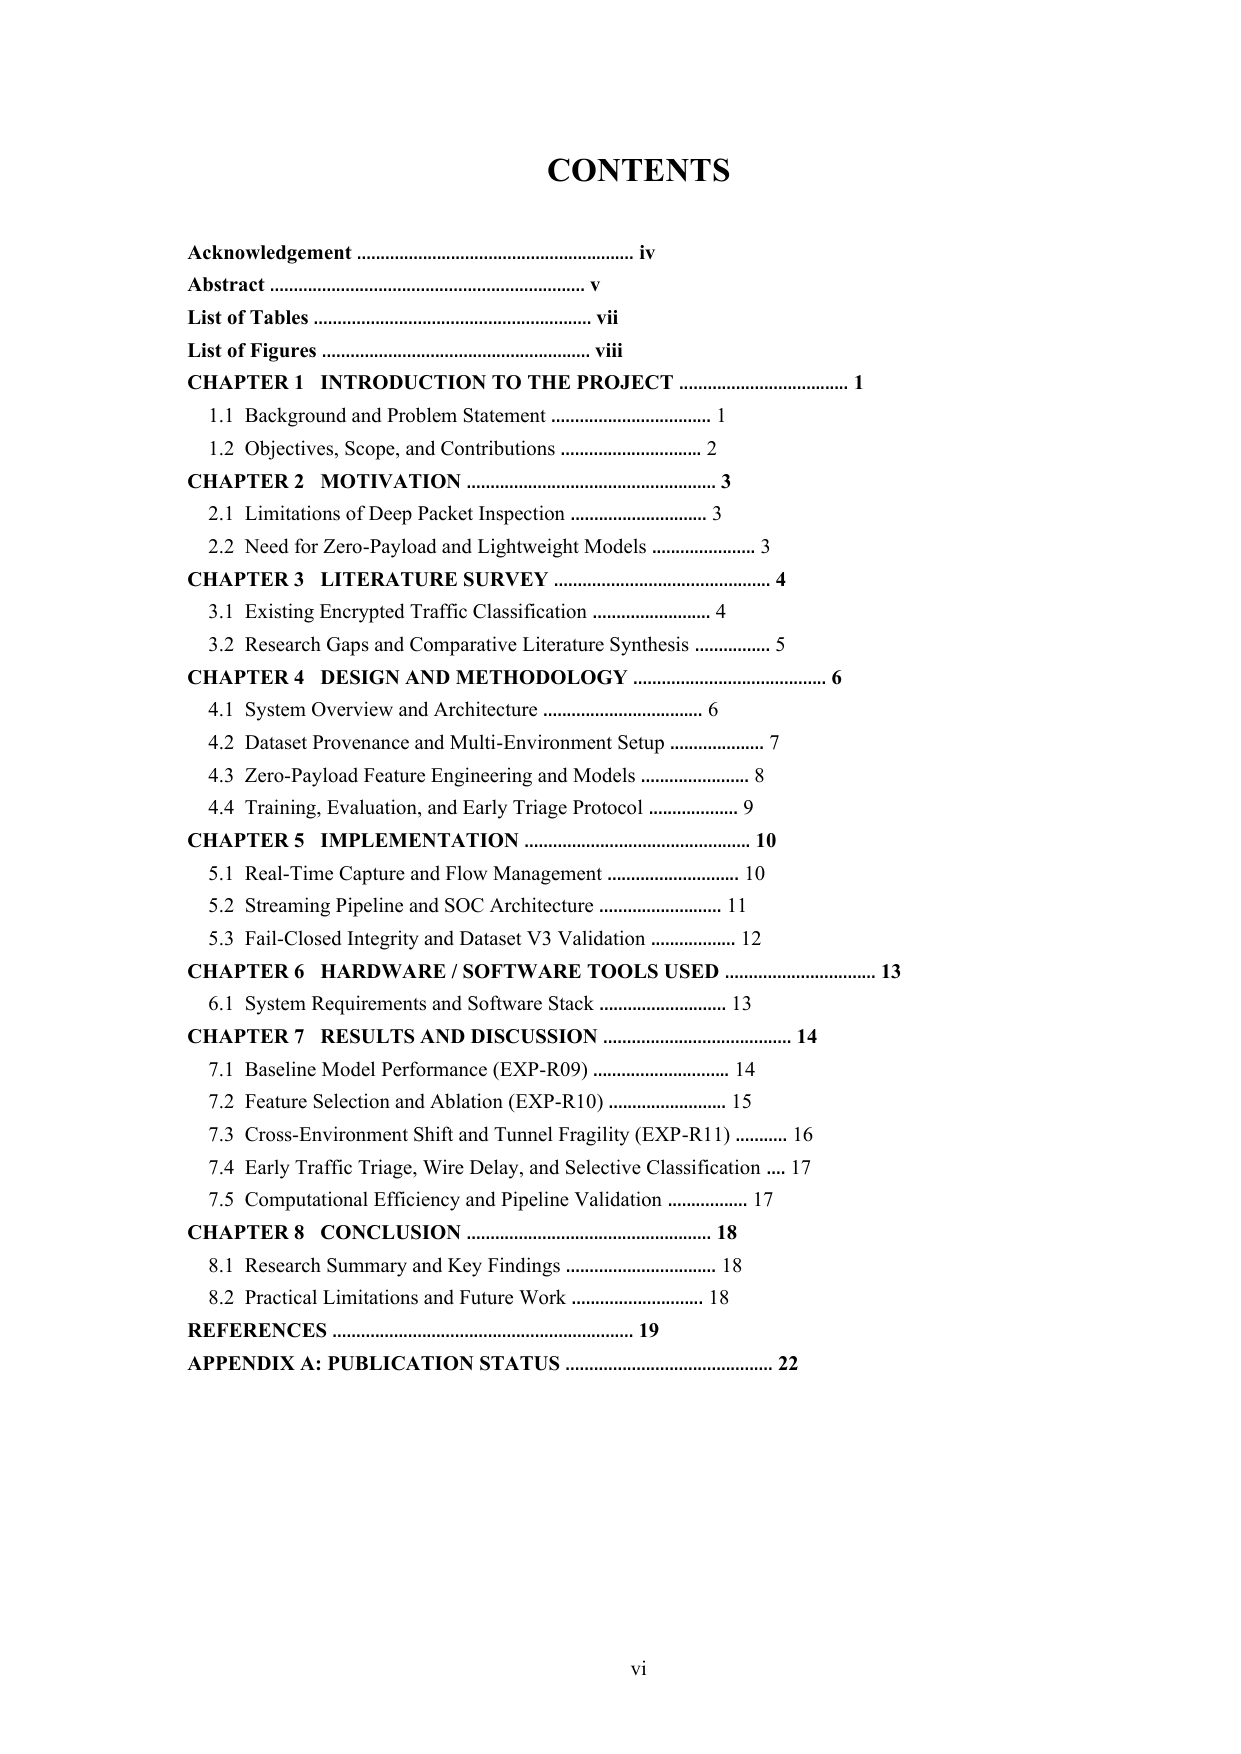 CONTENTS
Acknowledgement ........................................................... iv
Abstract ................................................................... v
List of Tables ........................................................... vii
List of Figures ......................................................... viii
CHAPTER 1 INTRODUCTION TO THE PROJECT .................................... 1
1.1 Background and Problem Statement .................................. 1
1.2 Objectives, Scope, and Contributions .............................. 2
CHAPTER 2 MOTIVATION ..................................................... 3
2.1 Limitations of Deep Packet Inspection ............................. 3
2.2 Need for Zero-Payload and Lightweight Models ...................... 3
CHAPTER 3 LITERATURE SURVEY .............................................. 4
3.1 Existing Encrypted Traffic Classification ......................... 4
3.2 Research Gaps and Comparative Literature Synthesis ................ 5
CHAPTER 4 DESIGN AND METHODOLOGY ......................................... 6
4.1 System Overview and Architecture .................................. 6
4.2 Dataset Provenance and Multi-Environment Setup .................... 7
4.3 Zero-Payload Feature Engineering and Models ....................... 8
4.4 Training, Evaluation, and Early Triage Protocol ................... 9
CHAPTER 5 IMPLEMENTATION ................................................ 10
5.1 Real-Time Capture and Flow Management ............................ 10
5.2 Streaming Pipeline and SOC Architecture .......................... 11
5.3 Fail-Closed Integrity and Dataset V3 Validation .................. 12
CHAPTER 6 HARDWARE / SOFTWARE TOOLS USED ................................ 13
6.1 System Requirements and Software Stack ........................... 13
CHAPTER 7 RESULTS AND DISCUSSION ........................................ 14
7.1 Baseline Model Performance (EXP-R09) ............................. 14
7.2 Feature Selection and Ablation (EXP-R10) ......................... 15
7.3 Cross-Environment Shift and Tunnel Fragility (EXP-R11) ........... 16
7.4 Early Traffic Triage, Wire Delay, and Selective Classification .... 17
7.5 Computational Efficiency and Pipeline Validation ................. 17
CHAPTER 8 CONCLUSION .................................................... 18
8.1 Research Summary and Key Findings ................................ 18
8.2 Practical Limitations and Future Work ............................ 18
REFERENCES ................................................................ 19
APPENDIX A: PUBLICATION STATUS ............................................ 22
vi